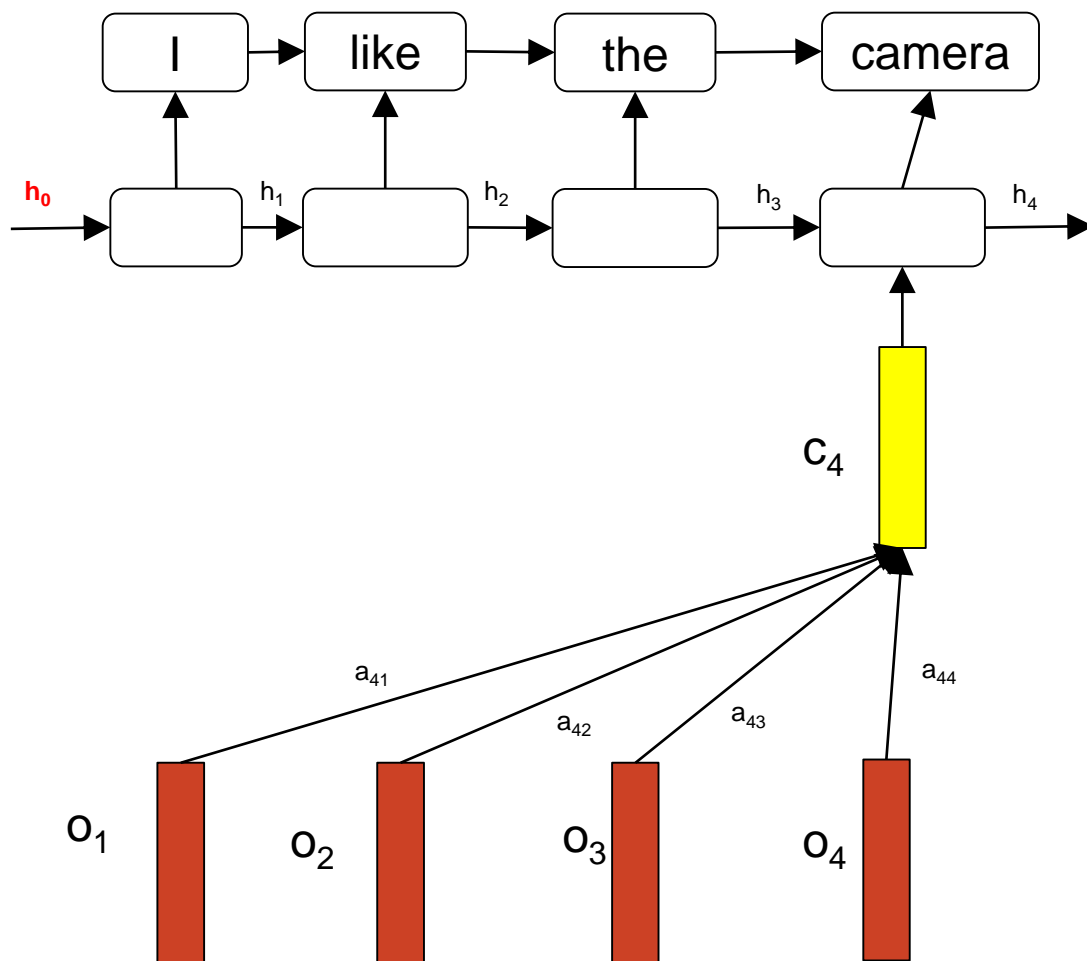 I like the camera
h₀ h₁ h₂ h₃ h₄
c₄
a₄₁ a₄₂ a₄₃ a₄₄
o₁ o₂ o₃ o₄